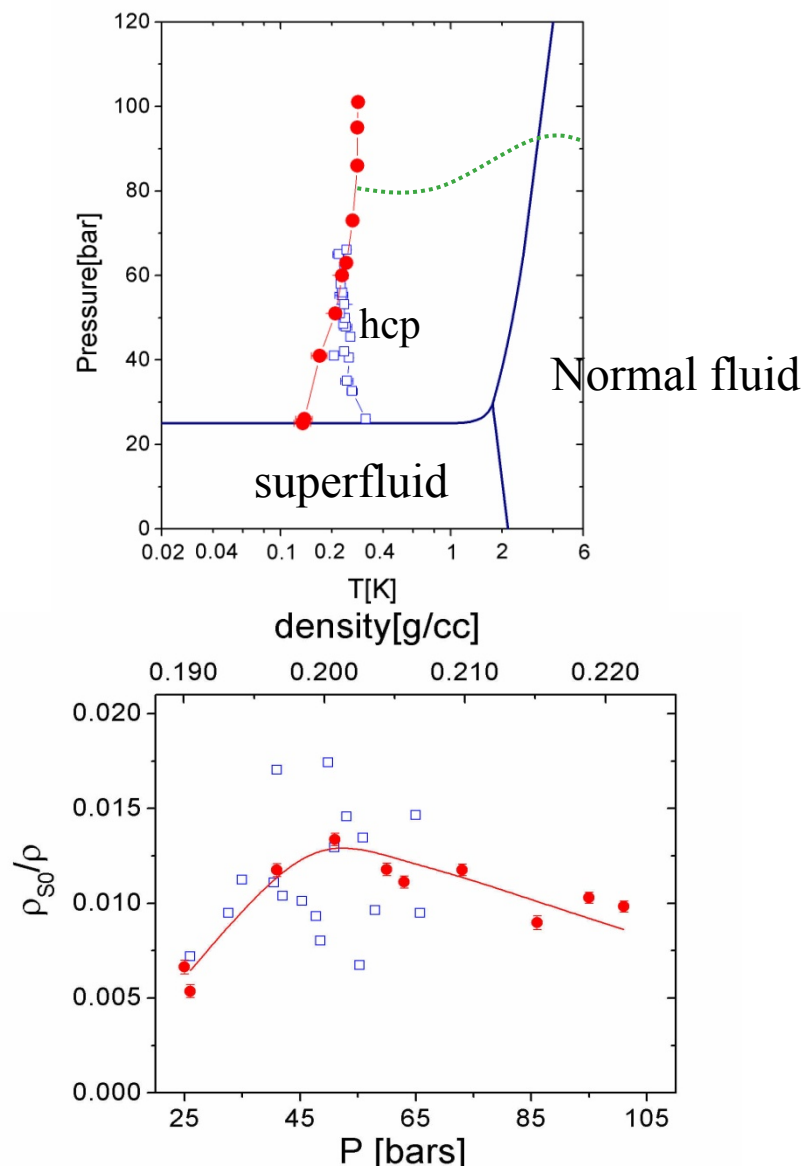 120
100
80
60
40
20
0
Pressure[bar]
hcp
Normal fluid
superfluid
0.02 0.04 0.1 0.2 0.4 1 2 6
T[K]
density[g/cc]
0.190 0.200 0.210 0.220
0.020
0.015
0.010
0.005
0.000
ρS0/ρ
25 45 65 85 105
P [bars]